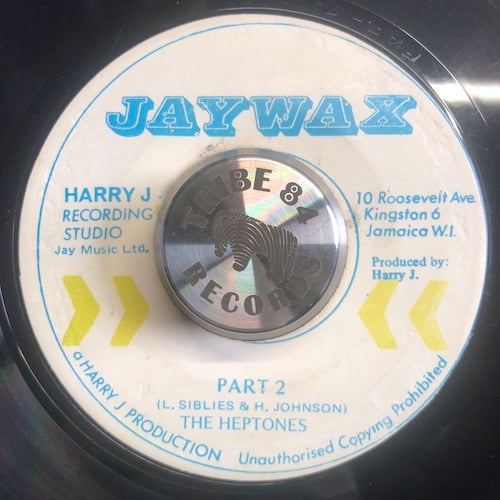 JAYWAX
HARRY J
RECORDING
STUDIO
Jay Music Ltd.
10 Roosevelt Ave
Kingston 6
Jamaica W.I.
Produced by:
Harry J.
TRIBE 84
RECORDS
PART 2
(L. SIBLIES & H. JOHNSON)
THE HEPTONES
a HARRY J PRODUCTION Unauthorised Copying Prohibited